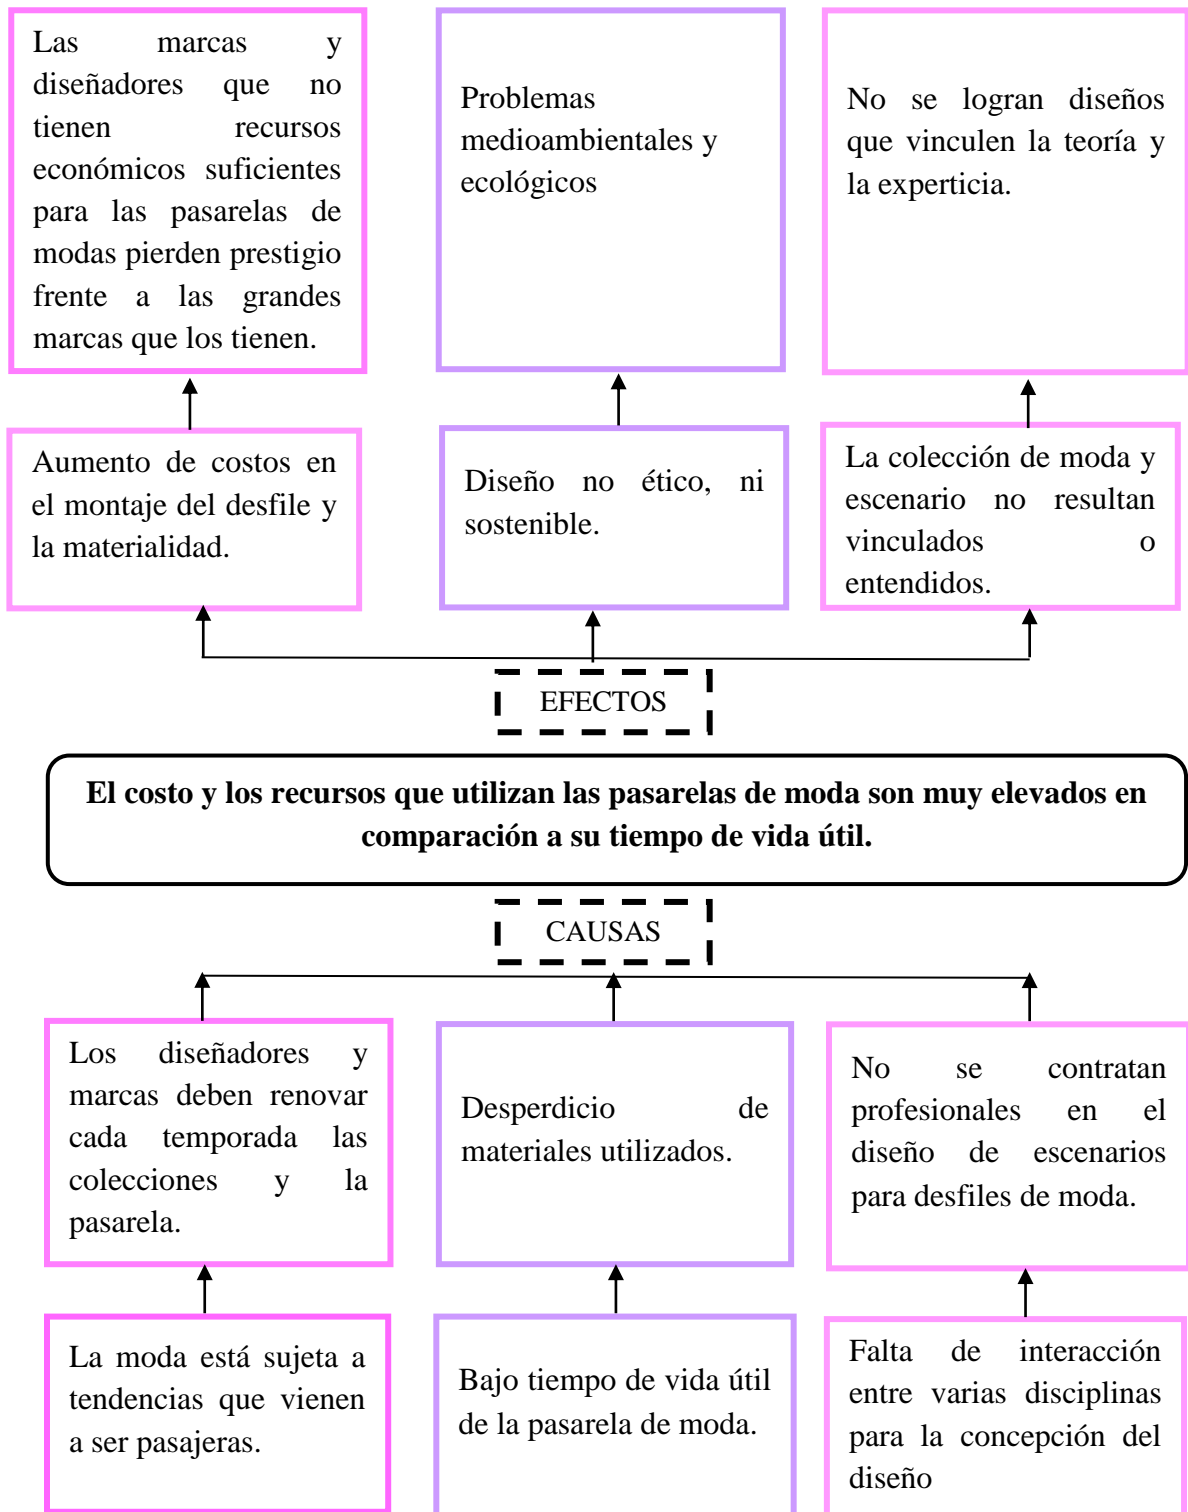 Las marcas y
diseñadores que no
tienen recursos
económicos suficientes
para las pasarelas de
modas pierden prestigio
frente a las grandes
marcas que los tienen.
Problemas
medioambientales y
ecológicos
No se logran diseños
que vinculen la teoría y
la experticia.
Aumento de costos en
el montaje del desfile y
la materialidad.
Diseño no ético, ni
sostenible.
La colección de moda y
escenario no resultan
vinculados o
entendidos.
EFECTOS
El costo y los recursos que utilizan las pasarelas de moda son muy elevados en
comparación a su tiempo de vida útil.
CAUSAS
Los diseñadores y
marcas deben renovar
cada temporada las
colecciones y la
pasarela.
Desperdicio de
materiales utilizados.
No se contratan
profesionales en el
diseño de escenarios
para desfiles de moda.
La moda está sujeta a
tendencias que vienen
a ser pasajeras.
Bajo tiempo de vida útil
de la pasarela de moda.
Falta de interacción
entre varias disciplinas
para la concepción del
diseño